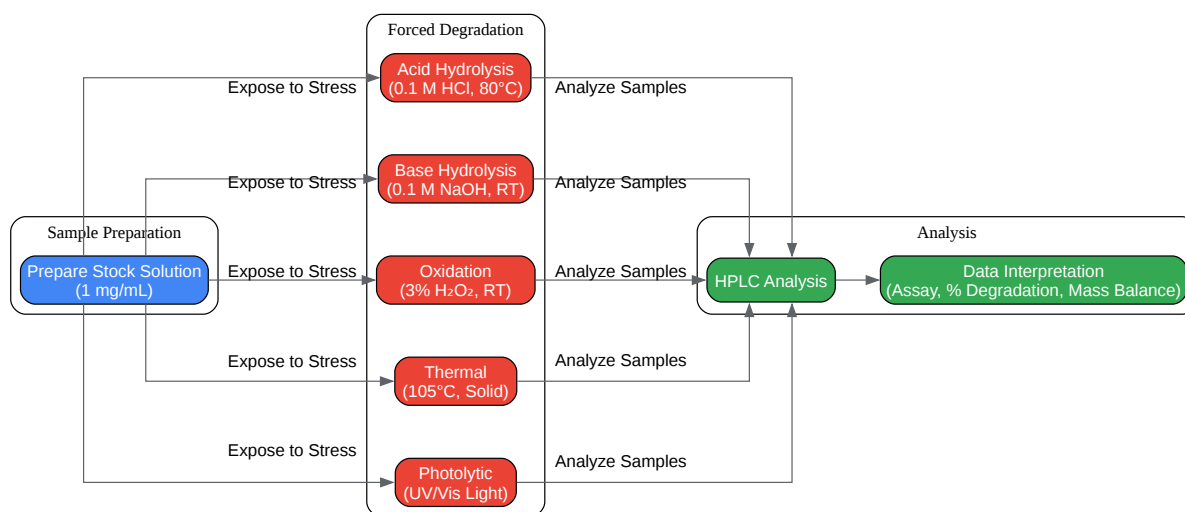 Forced Degradation
Acid Hydrolysis
(0.1 M HCl, 80°C)
Expose to Stress
Analyze Samples
Base Hydrolysis
(0.1 M NaOH, RT)
Expose to Stress
Analyze Samples
Sample Preparation
Analysis
Prepare Stock Solution
(1 mg/mL)
Expose to Stress
Oxidation
(3% H₂O₂, RT)
Analyze Samples
HPLC Analysis
Data Interpretation
(Assay, % Degradation, Mass Balance)
Expose to Stress
Thermal
(105°C, Solid)
Analyze Samples
Expose to Stress
Photolytic
(UV/Vis Light)
Analyze Samples